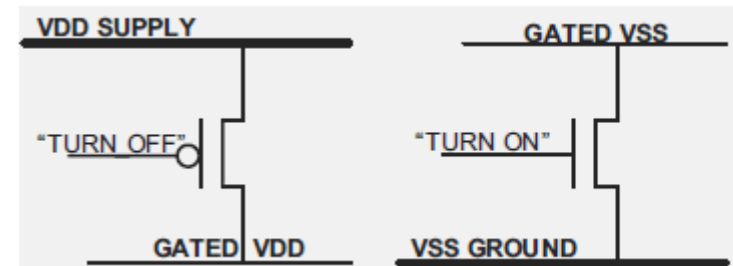 VDD SUPPLY
GATED VSS
“TURN_OFF”
“TURN ON”
GATED VDD
VSS GROUND